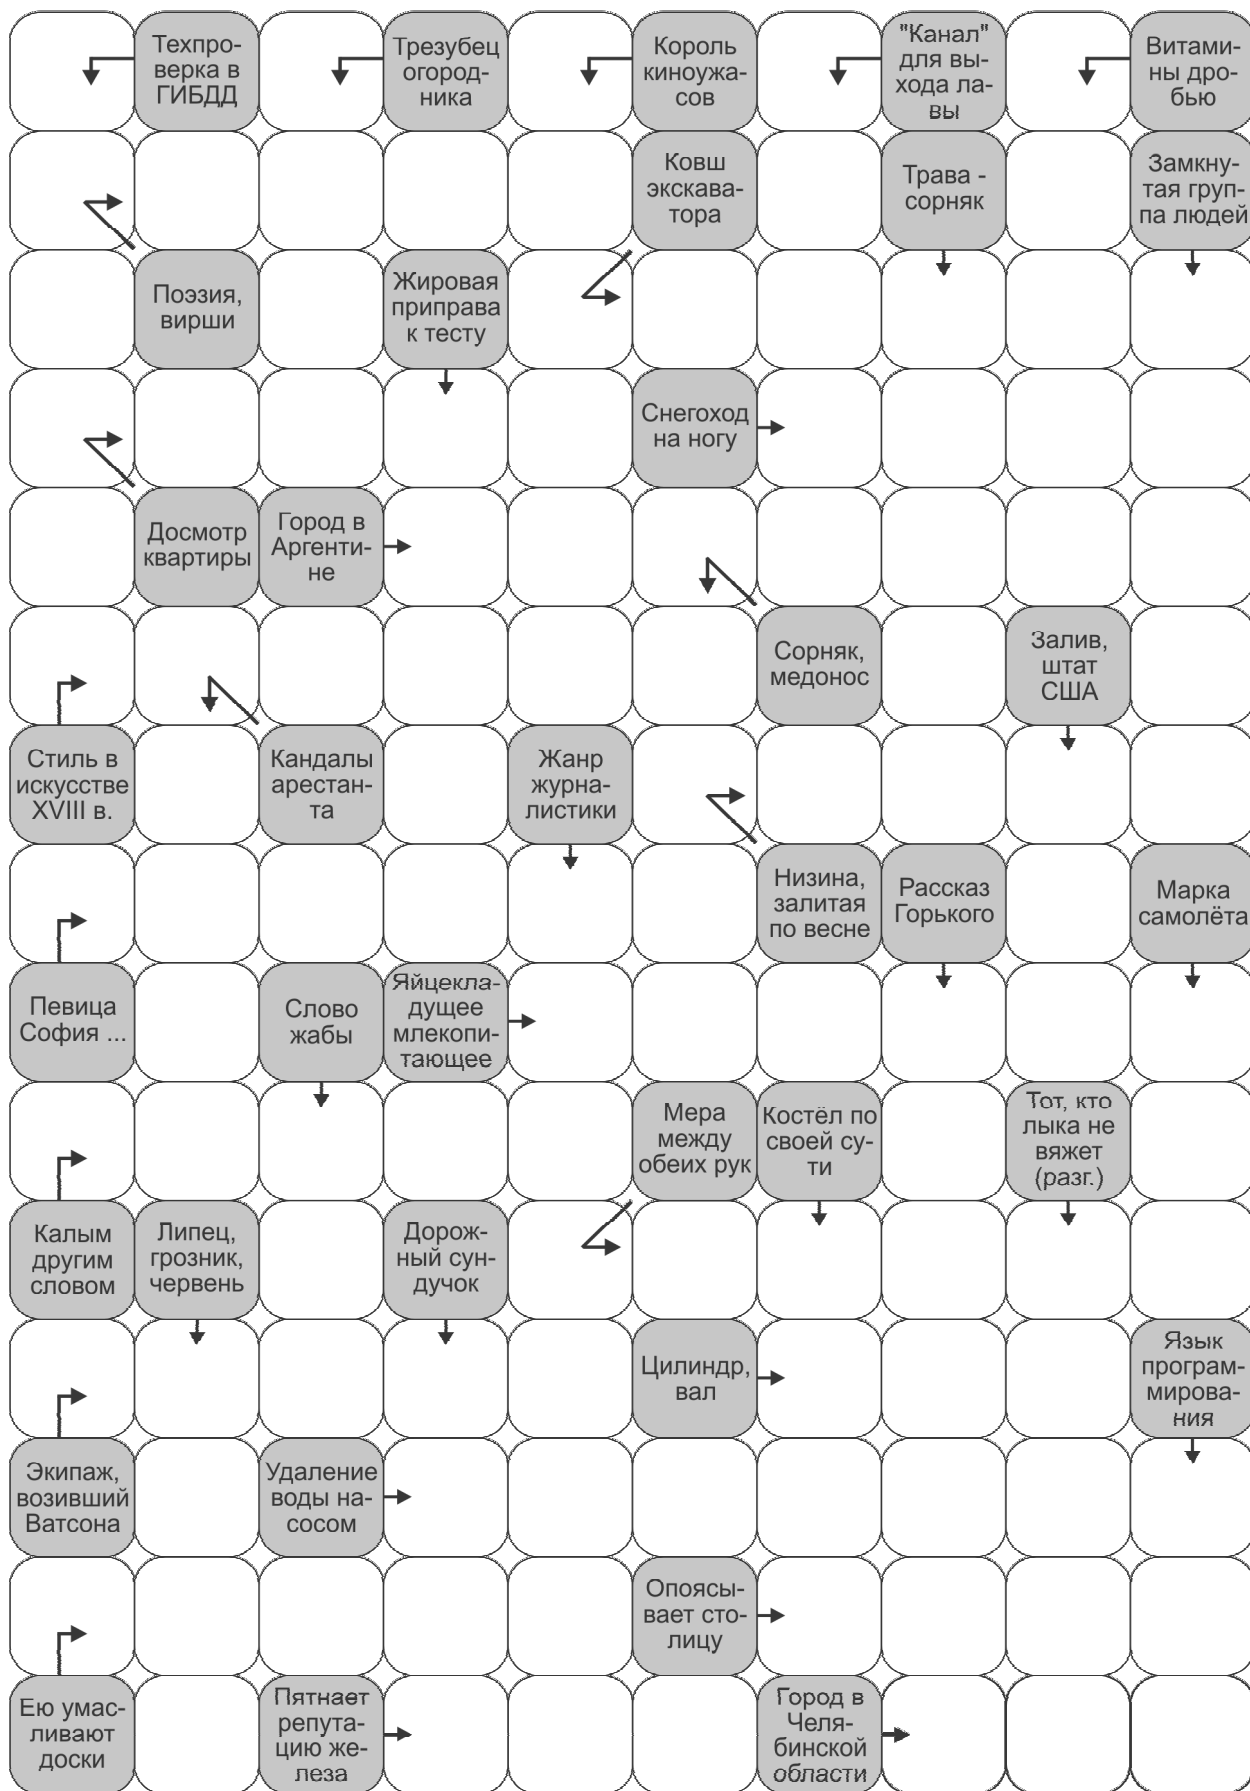 Техпро-
верка в
ГИБДД
Трезубец
огород-
ника
Король
киноужа-
сов
"Канал"
для вы-
хода ла-
вы
Витами-
ны дро-
бью
Ковш
экскава-
тора
Трава -
сорняк
Замкну-
тая груп-
па людей
Поэзия,
вирши
Жировая
приправа
к тесту
Снегоход
на ногу
Досмотр
квартиры
Город в
Аргенти-
не
Сорняк,
медонос
Залив,
штат
США
Стиль в
искусстве
XVIII в.
Кандалы
арестан-
та
Жанр
журна-
листики
Низина,
залитая
по весне
Рассказ
Горького
Марка
самолёта
Певица
София ...
Слово
жабы
Яйцекла-
дущее
млекопи-
тающее
Мера
между
обеих рук
Костёл по
своей су-
ти
Тот, кто
лыка не
вяжет
(разг.)
Калым
другим
словом
Липец,
грозник,
червень
Дорож-
ный сун-
дучок
Цилиндр,
вал
Язык
програм-
мирова-
ния
Экипаж,
возивший
Ватсона
Удаление
воды на-
сосом
Опоясы-
вает сто-
лицу
Ею умас-
ливают
доски
Пятнает
репута-
цию же-
леза
Город в
Челя-
бинской
области